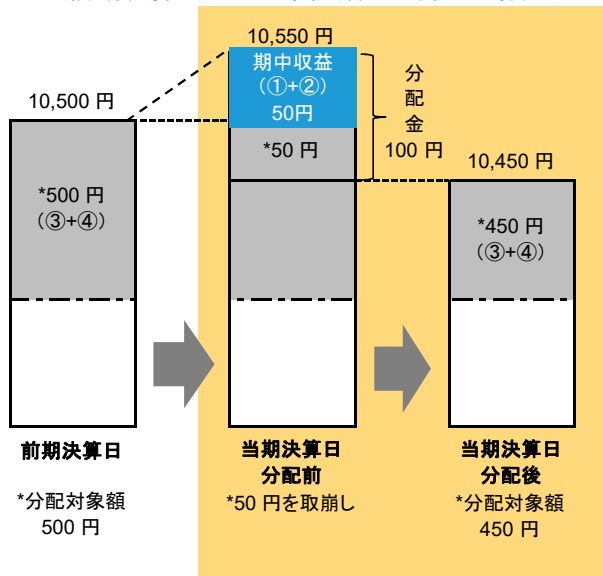 10,550 円
期中収益
（①+②）
50円
*50 円
分
配
金
100 円
10,500 円
*500 円
（③+④）
10,450 円
*450 円
（③+④）
前期決算日
*分配対象額
500 円
当期決算日
分配前
*50 円を取崩し
当期決算日
分配後
*分配対象額
450 円